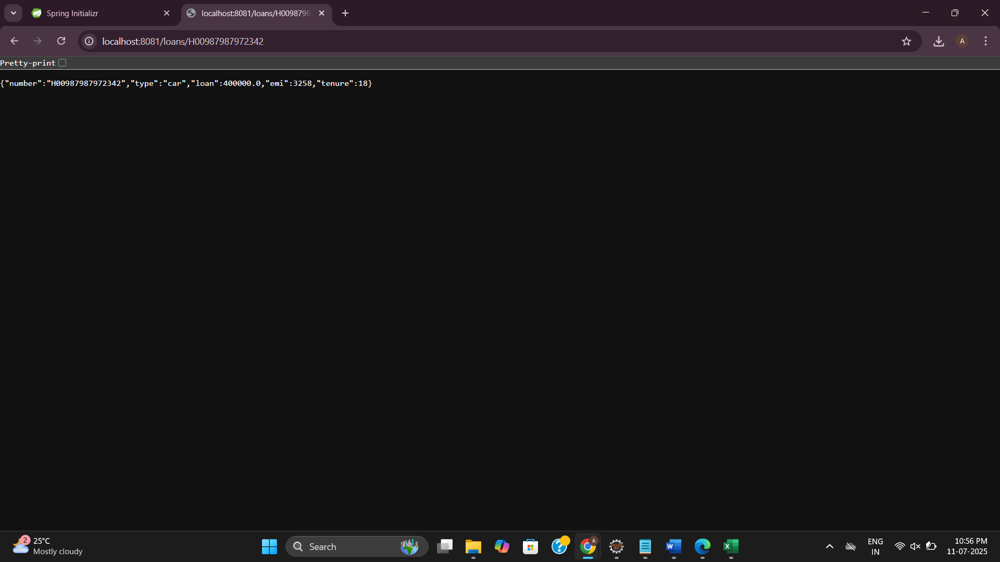 Spring Initializr
localhost:8081/loans/H0098798
localhost:8081/loans/H00987987972342
A
Pretty-print
{"number":"H00987987972342","type":"car","loan":400000.0,"emi":3258,"tenure":18}
2
25°C
Mostly cloudy
Search
A
ENG
IN
10:56 PM
11-07-2025